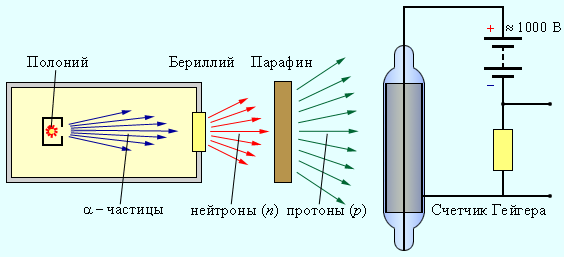 + ≈ 1000 В
Полоний Бериллий Парафин
–
α – частицы нейтроны (n) протоны (p) Счетчик Гейгера